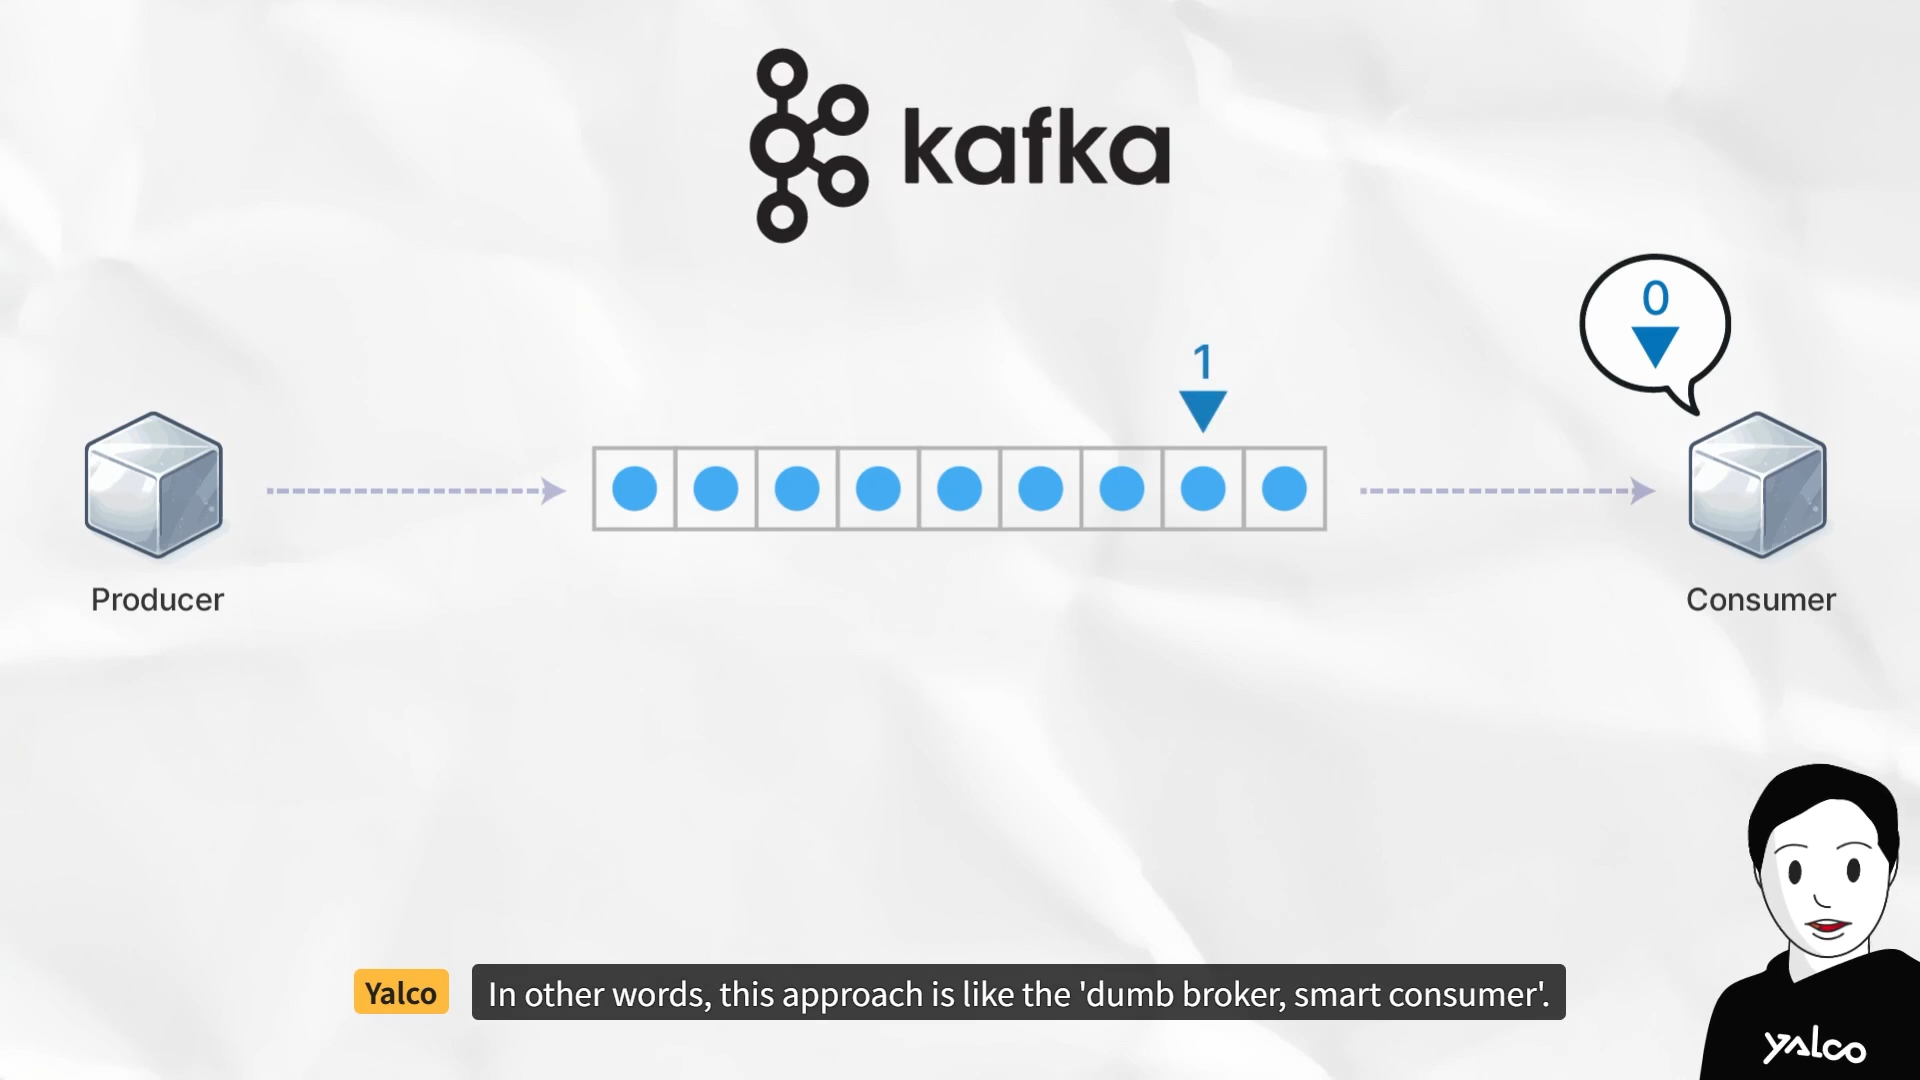 kafka
0
1
Producer
Consumer
Yalco
In other words, this approach is like the 'dumb broker, smart consumer'.
yalco